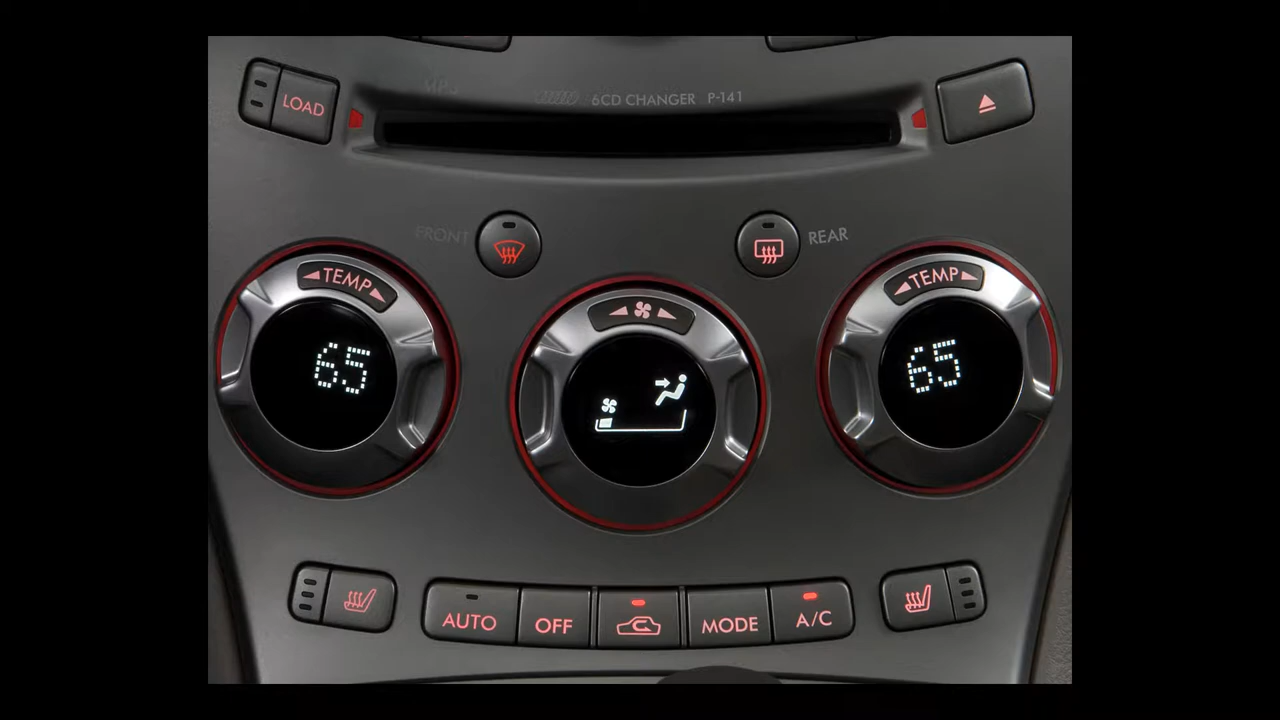 LOAD
6CD CHANGER P-141
FRONT
REAR
TEMP
TEMP
65
65
AUTO
OFF
MODE
A/C